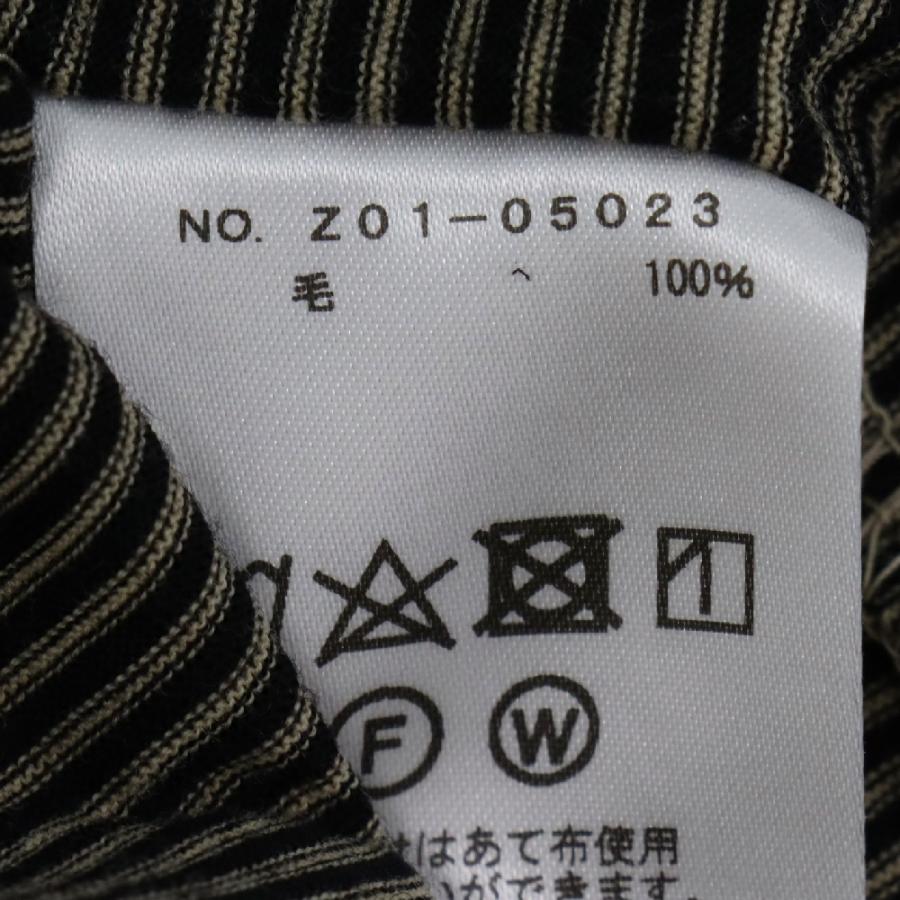 NO. Z01-05023
毛 100%
F W
はあて布使用
ができます。